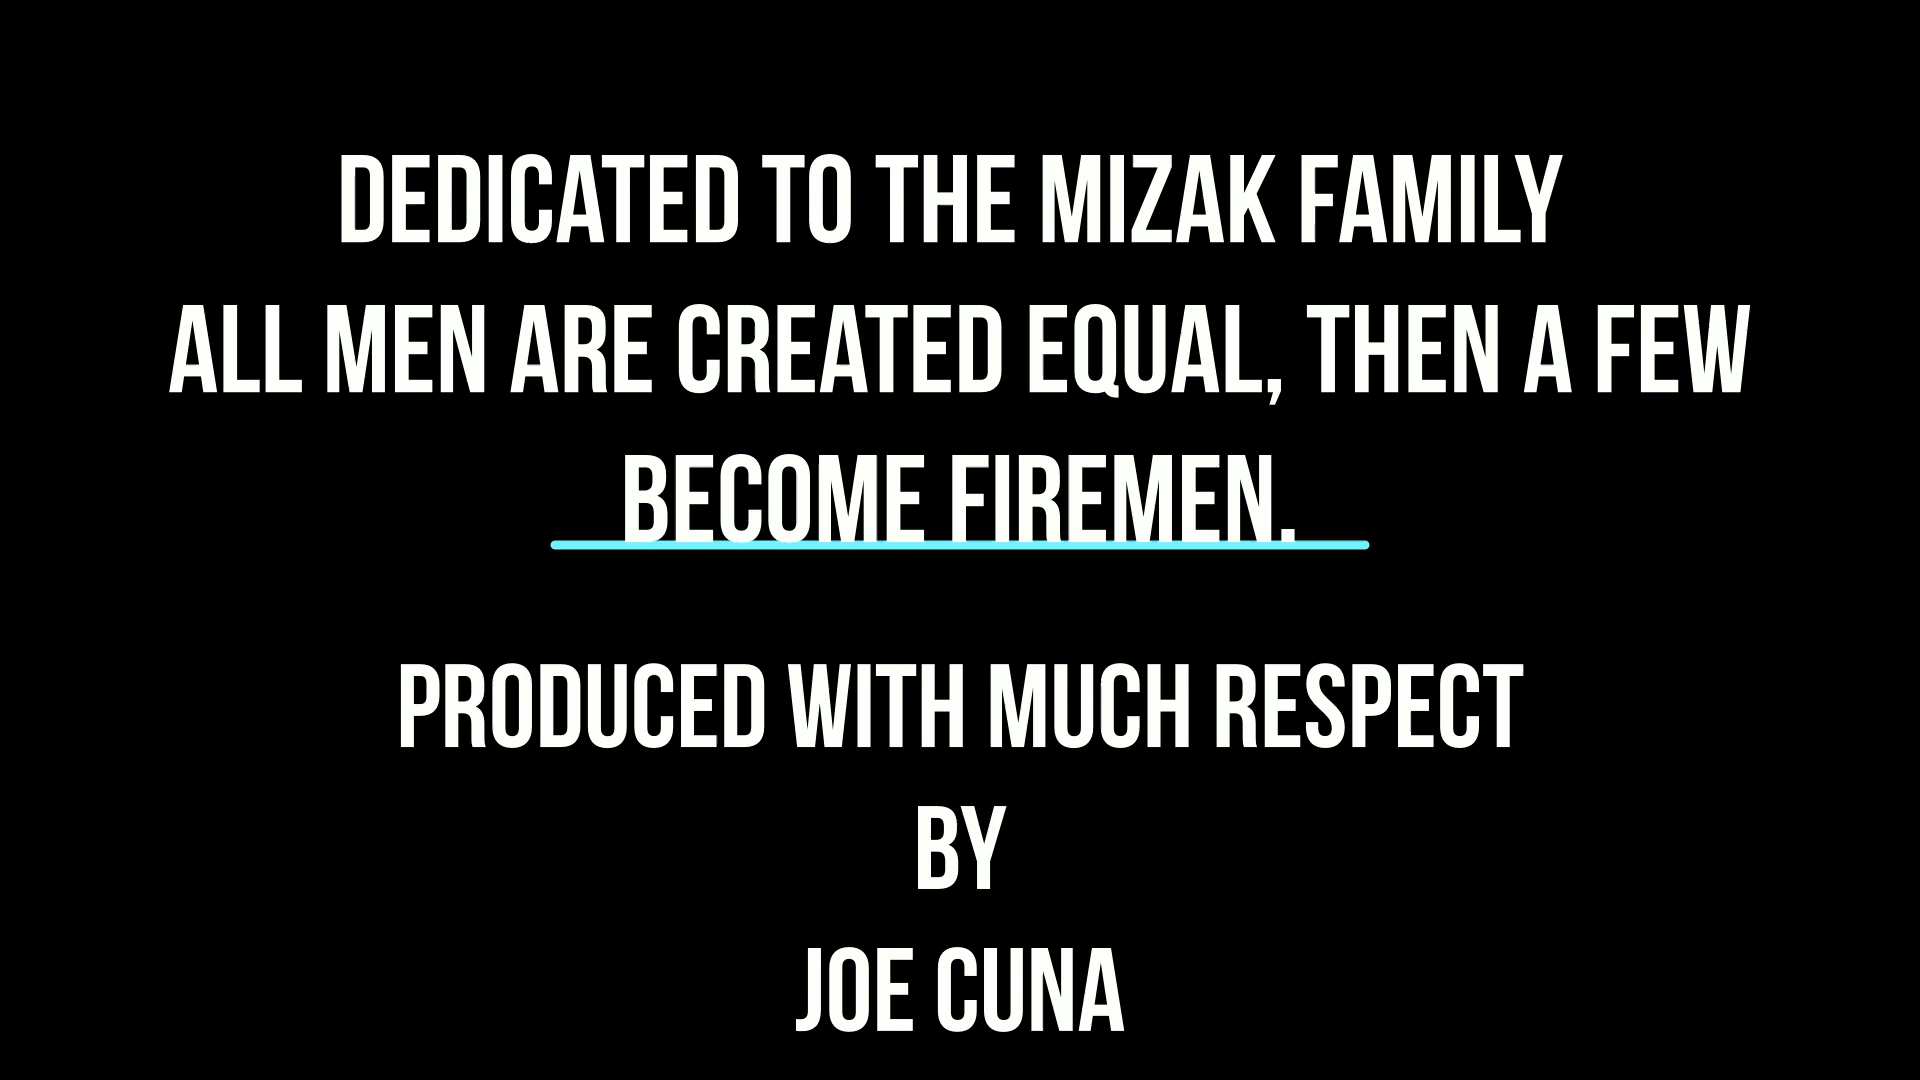 DEDICATED TO THE MIZAK FAMILY
ALL MEN ARE CREATED EQUAL, THEN A FEW
BECOME FIREMEN.
PRODUCED WITH MUCH RESPECT
BY
JOE CUNA